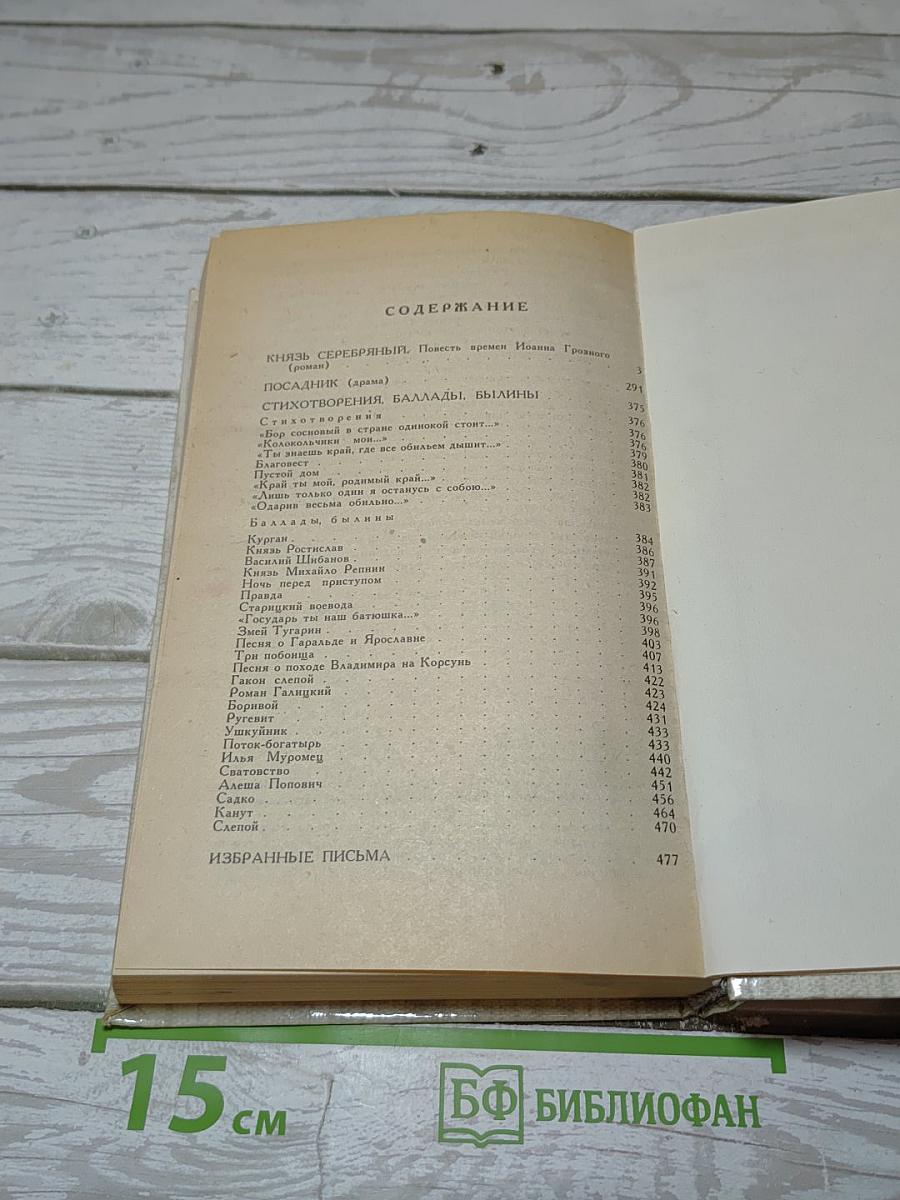 СОДЕРЖАНИЕ
КНЯЗЬ СЕРЕБРЯНЫЙ. Повесть времен Иоанна Грозного
(роман) . . . 3
ПОСАДНИК (драма) . . . 291
СТИХОТВОРЕНИЯ, БАЛЛАДЫ, БЫЛИНЫ . . . 375
Стихотворения . . . 376
«Бор сосновый в стране одинокой стоит...» . . . 376
«Колокольчики мои...» . . . 376
«Ты знаешь край, где все обильем дышит...» . . . 379
Благовест . . . 380
Пустой дом . . . 381
«Край ты мой, родимый край...» . . . 382
«Лишь только один я останусь с собою...» . . . 382
«Одарив весьма обильно...» . . . 383
Баллады, былины
Курган . . . 384
Князь Ростислав . . . 386
Василий Шибанов . . . 387
Князь Михайло Репнин . . . 391
Ночь перед приступом . . . 392
Правда . . . 395
Старицкий воевода . . . 396
«Государь ты наш батюшка...» . . . 396
Змей Тугарин . . . 398
Песня о Гаральде и Ярославне . . . 403
Три побоища . . . 407
Песня о походе Владимира на Корсунь . . . 413
Гакон слепой . . . 422
Роман Галицкий . . . 423
Боривой . . . 424
Ругевит . . . 431
Ушкуйник . . . 433
Поток-богатырь . . . 433
Илья Муромец . . . 440
Сватовство . . . 442
Алеша Попович . . . 451
Садко . . . 456
Канут . . . 464
Слепой . . . 470
ИЗБРАННЫЕ ПИСЬМА . . . 477
15 см
БФ БИБЛИОФАН